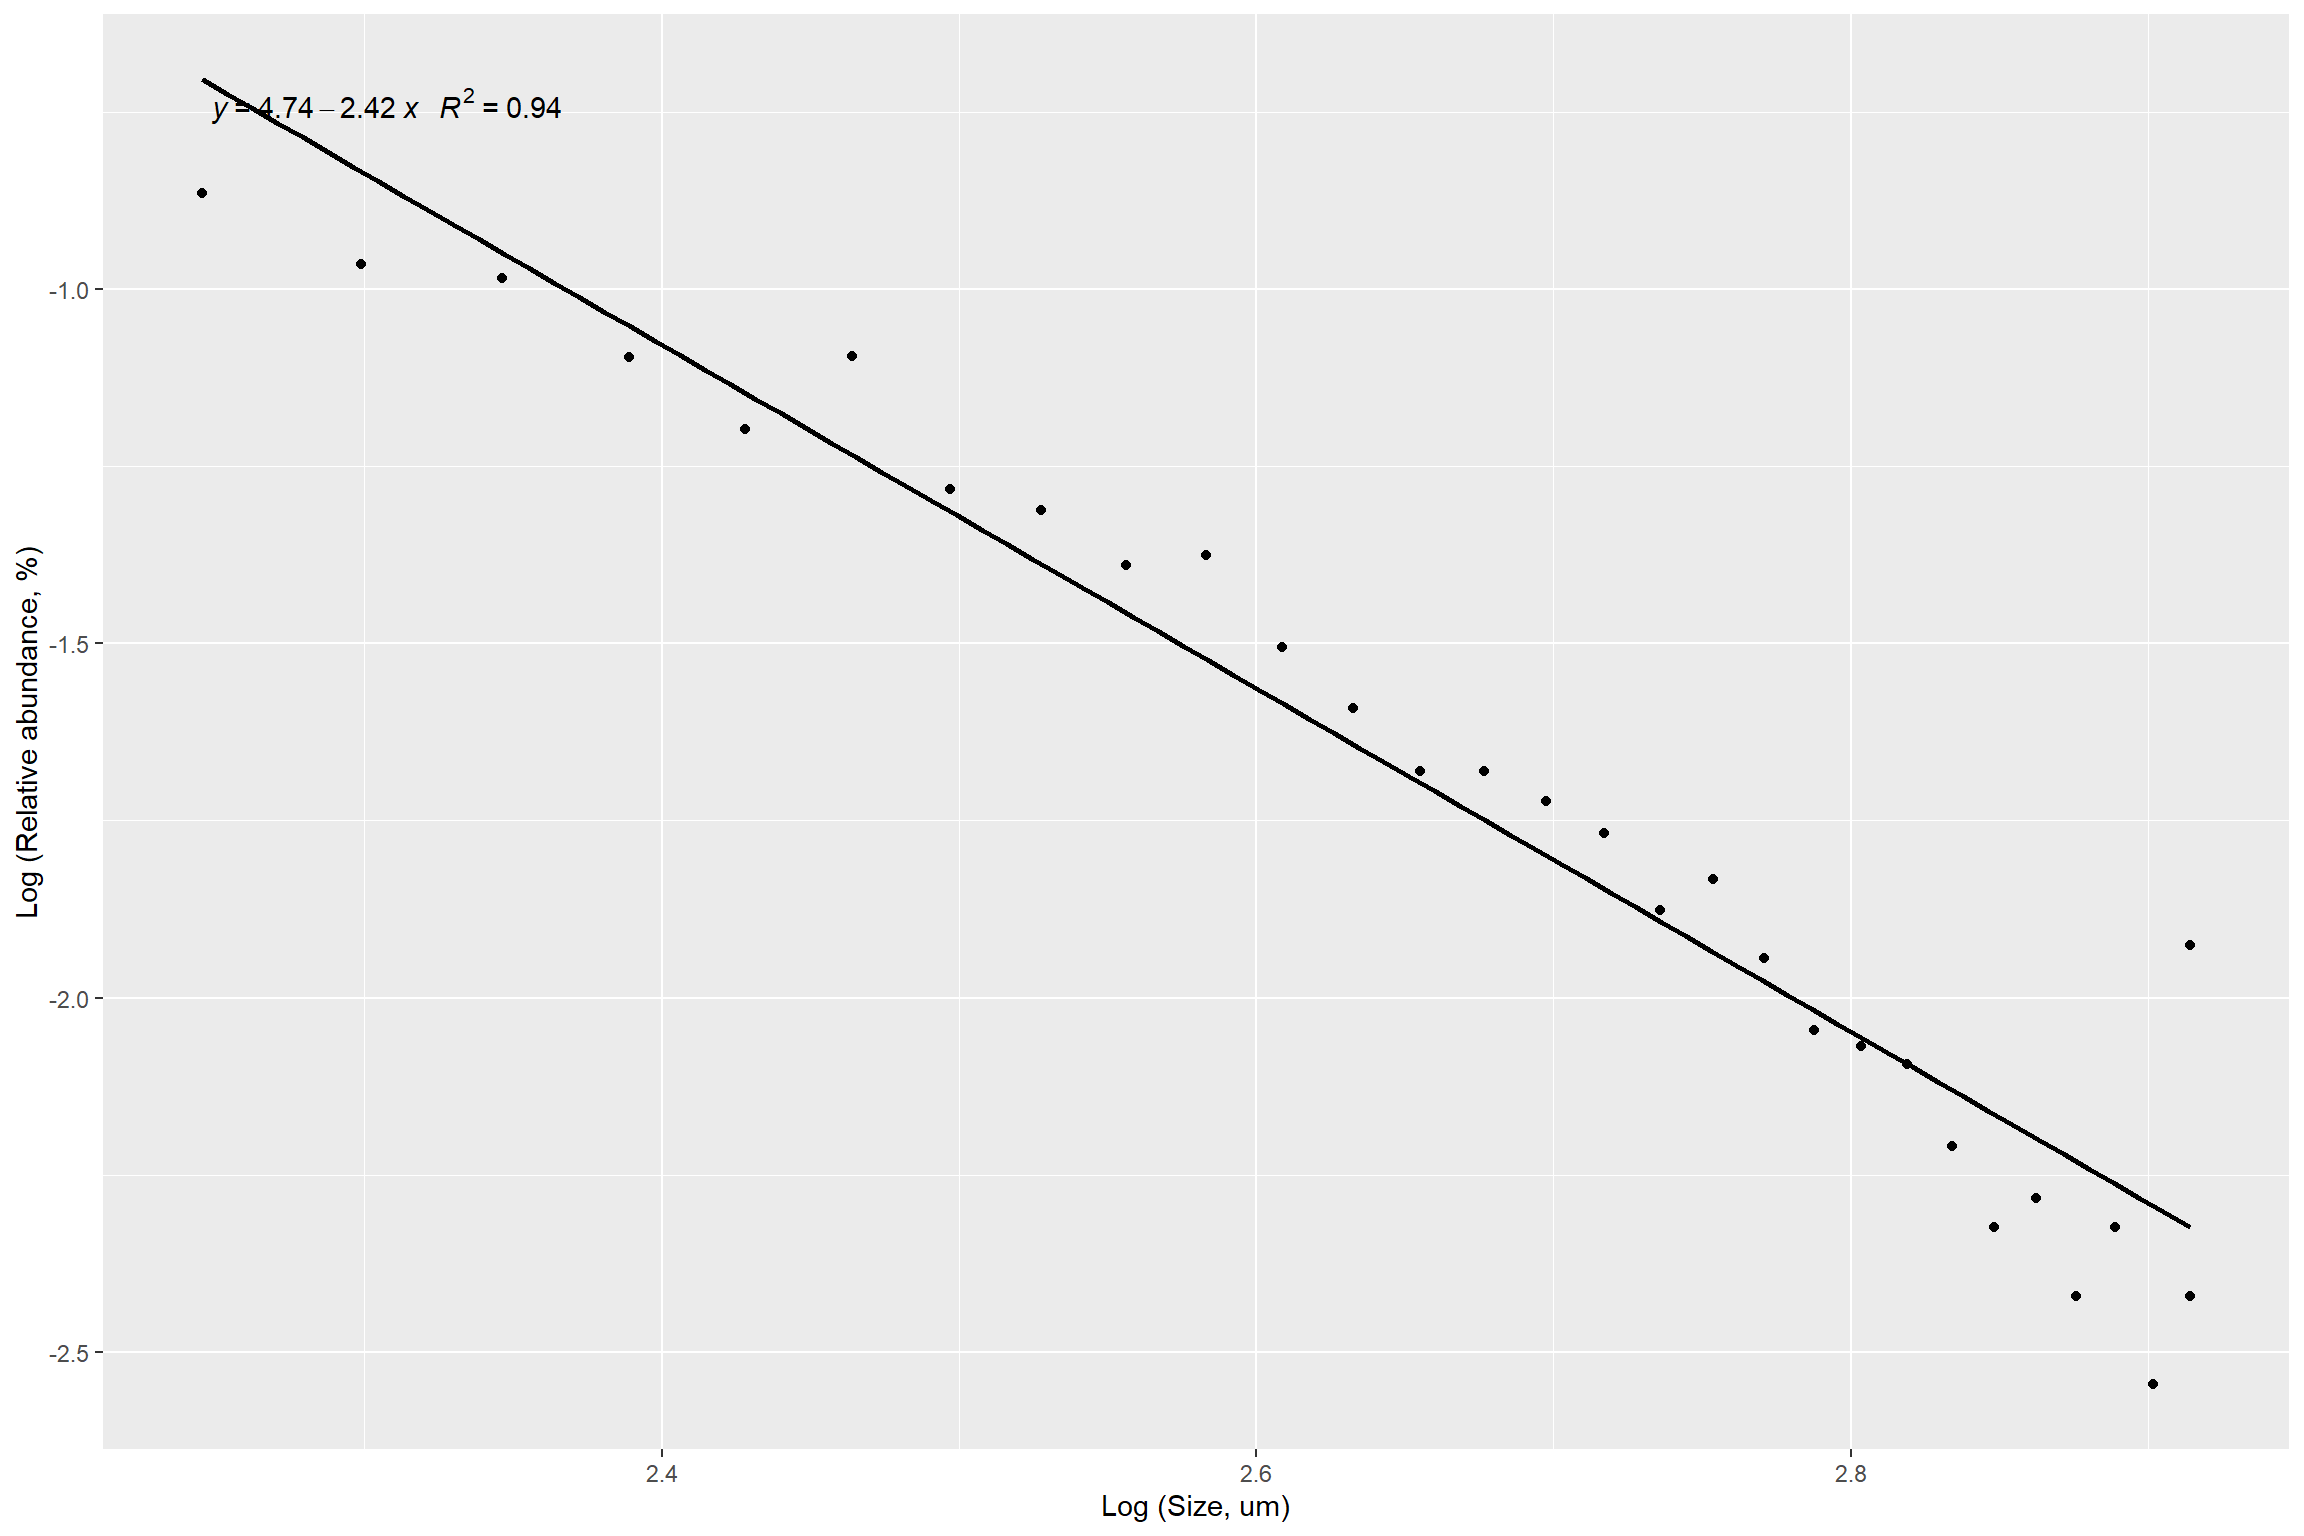 y = 4.74 − 2.42 x R² = 0.94
-1.0
-1.5
-2.0
-2.5
Log (Relative abundance, %)
2.4 2.6 2.8
Log (Size, um)